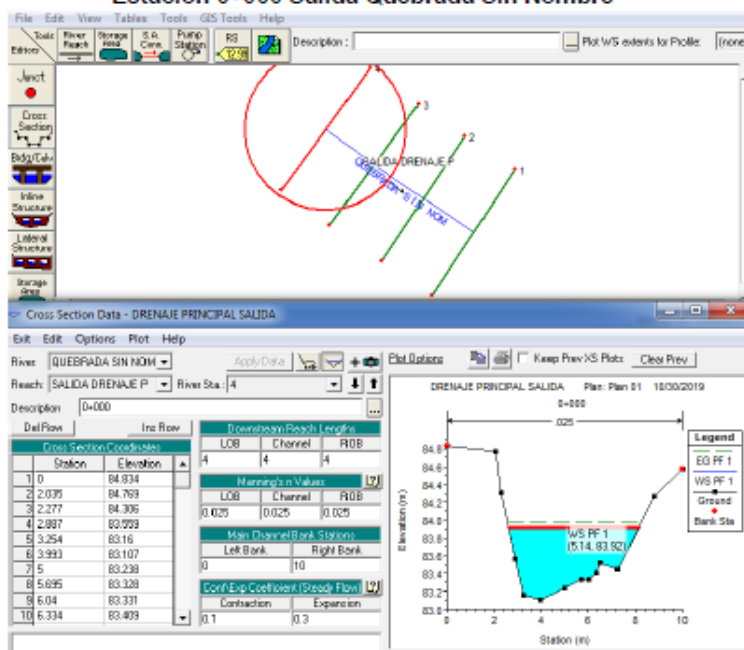 Estación 0+000 Salida Quebrada Sin Nombre
File Edit View Tables Tools GIS Tools Help
Tools
Editors
River Reach
Storage Area
S.A. Conn.
Pump Station
RS
Description :
Plot WS extents for Profile: (none
Junct
Cross Section
Brdg/Culv
Inline Structure
Lateral Structure
Storage Area
3
2
1
SALIDA DRENAJE P
Cross Section Data - DRENAJE PRINCIPAL SALIDA
Exit Edit Options Plot Help
River: QUEBRADA SIN NOM
Apply Data
Reach: SALIDA DRENAJE P River Sta.: 4
Description 0+000
Del Row Ins Row
Cross Section Coordinates
Station Elevation
1 0 84.834
2 2.035 84.769
3 2.277 84.306
4 2.887 83.559
5 3.254 83.16
6 3.993 83.107
7 5 83.238
8 5.695 83.328
9 6.04 83.331
10 6.334 83.409
Downstream Reach Lengths
LOB Channel ROB
4 4 4
Manning's n Values
LOB Channel ROB
0.025 0.025 0.025
Main Channel Bank Stations
Left Bank Right Bank
0 10
Cont\Exp Coefficient (Steady Flow)
Contraction Expansion
0.1 0.3
Plot Options
Keep Prev XS Plots
Clear Prev
DRENAJE PRINCIPAL SALIDA Plan: Plan 01 10/30/2019
0+000
.025
Elevation (m)
84.8
84.6
84.4
84.2
84.0
83.8
83.6
83.4
83.2
83.0
WS PF 1
(5.14, 83.92)
0 2 4 6 8 10
Station (m)
Legend
EG PF 1
WS PF 1
Ground
Bank Sta